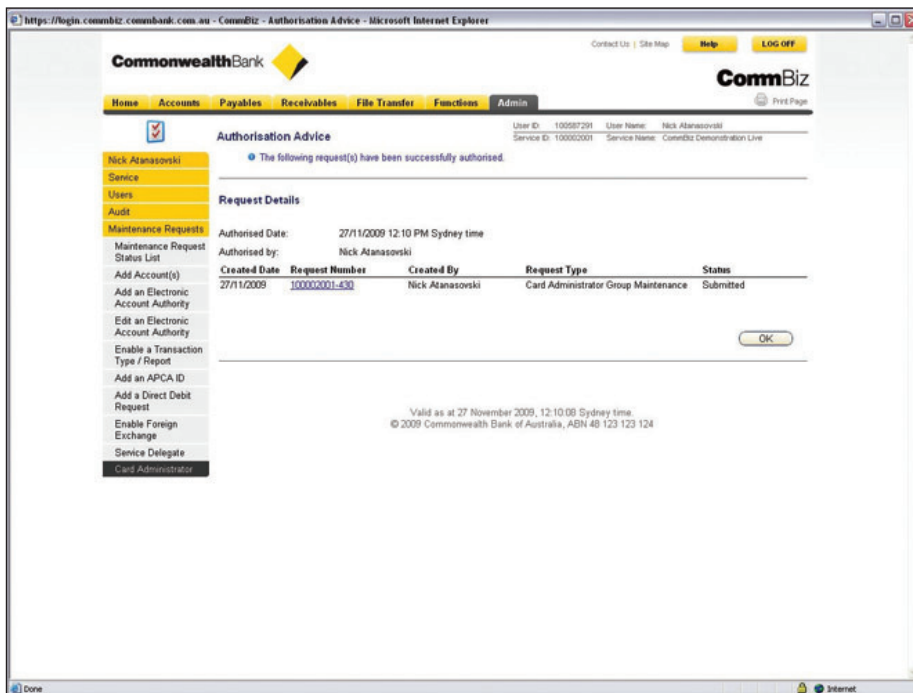 https://login.commbiz.commbank.com.au - CommBiz - Authorisation Advice - Microsoft Internet Explorer
Contact Us | Site Map Help LOG OFF
CommonwealthBank
CommBiz
Home Accounts Payables Receivables File Transfer Functions Admin
Print Page
User ID: 100587291 User Name: Nick Atanasovski
Service ID: 100002001 Service Name: CommBiz Demonstration Live
Authorisation Advice
The following request(s) have been successfully authorised.
Nick Atanasovski
Service
Users
Audit
Maintenance Requests
Maintenance Request
Status List
Add Account(s)
Add an Electronic
Account Authority
Edit an Electronic
Account Authority
Enable a Transaction
Type / Report
Add an APCA ID
Add a Direct Debit
Request
Enable Foreign
Exchange
Service Delegate
Card Administrator
Request Details
Authorised Date: 27/11/2009 12:10 PM Sydney time
Authorised by: Nick Atanasovski
Created Date Request Number Created By Request Type Status
27/11/2009 100002001-430 Nick Atanasovski Card Administrator Group Maintenance Submitted
OK
Valid as at 27 November 2009, 12:10:08 Sydney time.
© 2009 Commonwealth Bank of Australia, ABN 48 123 123 124
Done Internet